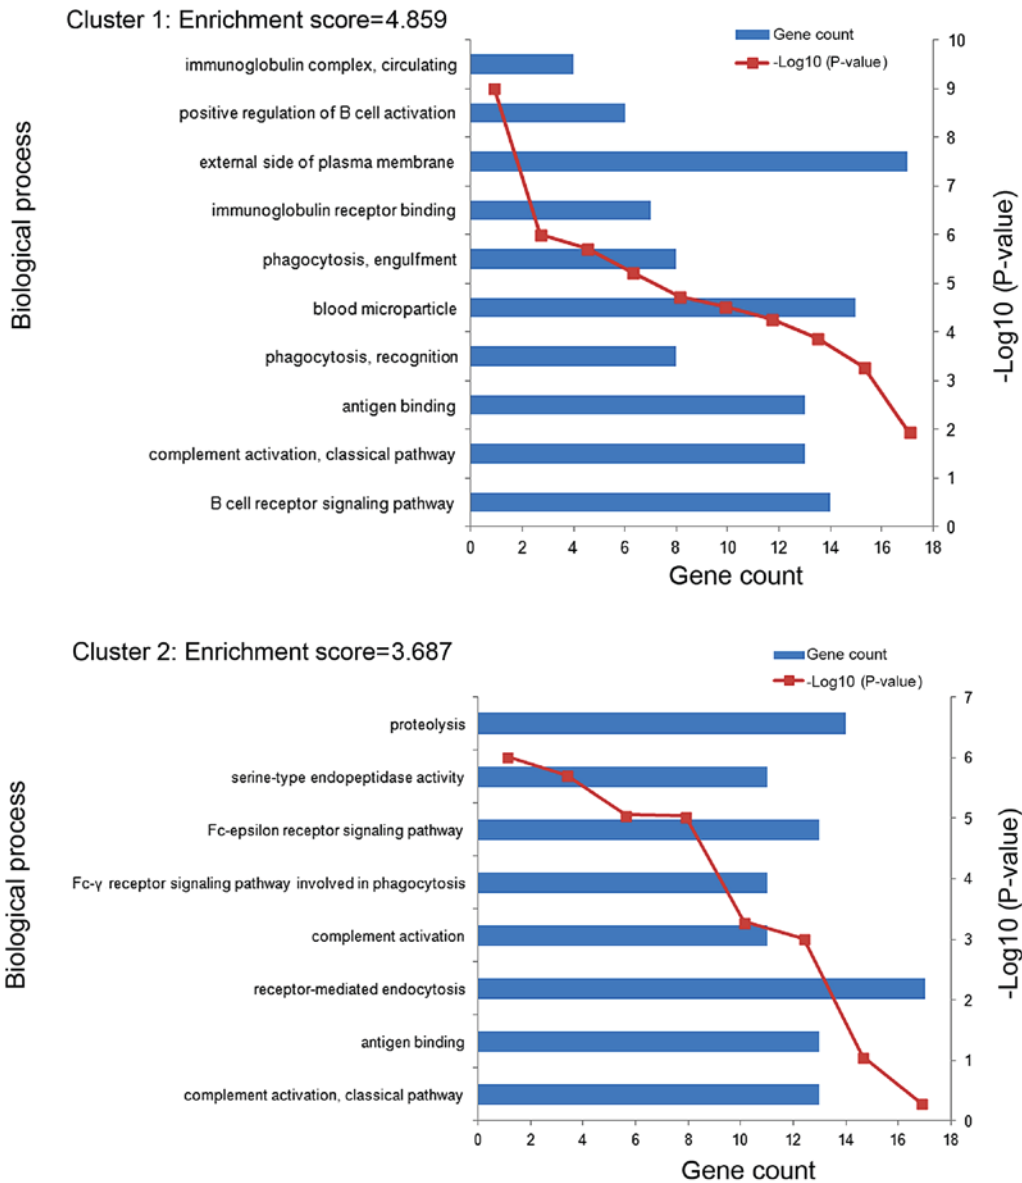 Cluster 1: Enrichment score=4.859
Gene count
-Log10 (P-value)
Biological process
immunoglobulin complex, circulating
positive regulation of B cell activation
external side of plasma membrane
immunoglobulin receptor binding
phagocytosis, engulfment
blood microparticle
phagocytosis, recognition
antigen binding
complement activation, classical pathway
B cell receptor signaling pathway
10
9
8
7
6
5
4
3
2
1
0
-Log10 (P-value)
0 2 4 6 8 10 12 14 16 18
Gene count
Cluster 2: Enrichment score=3.687
Gene count
-Log10 (P-value)
Biological process
proteolysis
serine-type endopeptidase activity
Fc-epsilon receptor signaling pathway
Fc-γ receptor signaling pathway involved in phagocytosis
complement activation
receptor-mediated endocytosis
antigen binding
complement activation, classical pathway
7
6
5
4
3
2
1
0
-Log10 (P-value)
0 2 4 6 8 10 12 14 16 18
Gene count